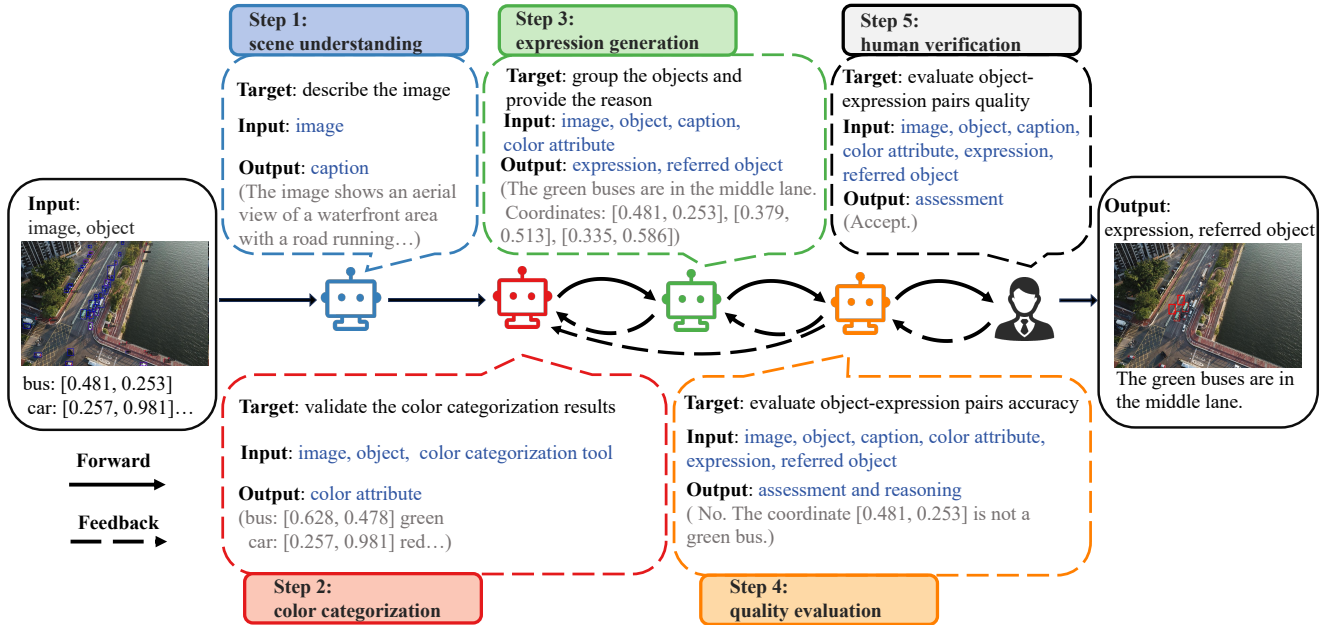 Step 1:
scene understanding
Target: describe the image
Input: image
Output: caption
(The image shows an aerial
view of a waterfront area
with a road running…)
Step 3:
expression generation
Target: group the objects and
provide the reason
Input: image, object, caption,
color attribute
Output: expression, referred object
(The green buses are in the middle lane.
Coordinates: [0.481, 0.253], [0.379,
0.513], [0.335, 0.586])
Step 5:
human verification
Target: evaluate object-
expression pairs quality
Input: image, object, caption,
color attribute, expression,
referred object
Output: assessment
(Accept.)
Input:
image, object
bus: [0.481, 0.253]
car: [0.257, 0.981]…
Output:
expression, referred object
The green buses are in
the middle lane.
Forward
Feedback
Target: validate the color categorization results
Input: image, object, color categorization tool
Output: color attribute
(bus: [0.628, 0.478] green
car: [0.257, 0.981] red…)
Step 2:
color categorization
Target: evaluate object-expression pairs accuracy
Input: image, object, caption, color attribute,
expression, referred object
Output: assessment and reasoning
( No. The coordinate [0.481, 0.253] is not a
green bus.)
Step 4:
quality evaluation